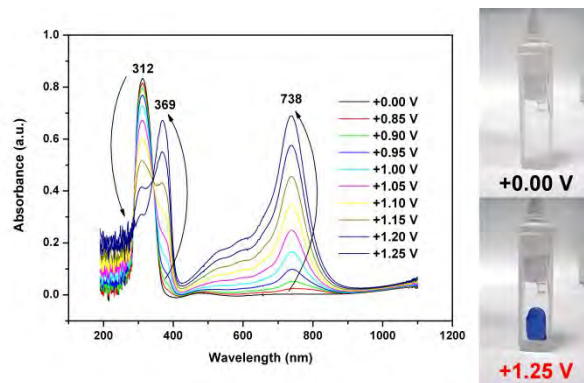 1.0
0.8
0.6
0.4
0.2
0.0
Absorbance (a.u.)
0
200
400
600
800
1000
1200
Wavelength (nm)
312
369
738
+0.00 V
+0.85 V
+0.90 V
+0.95 V
+1.00 V
+1.05 V
+1.10 V
+1.15 V
+1.20 V
+1.25 V
+0.00 V
+1.25 V